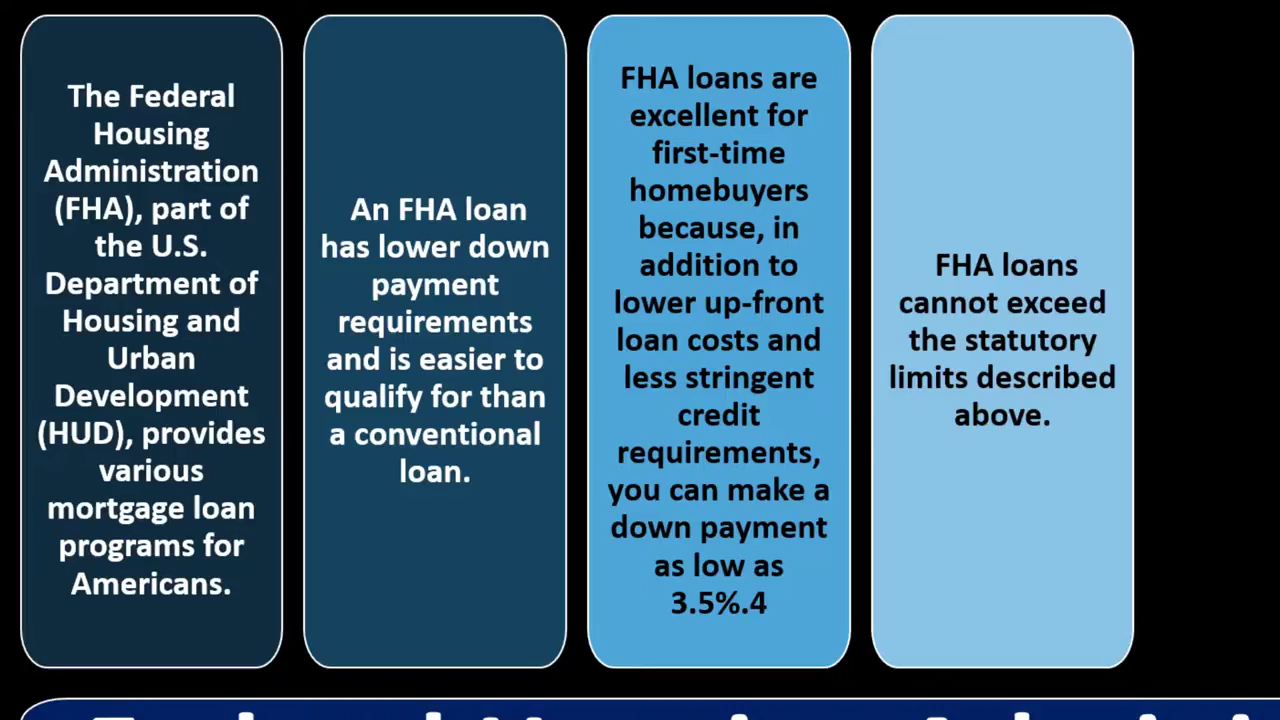 The Federal
Housing
Administration
(FHA), part of
the U.S.
Department of
Housing and
Urban
Development
(HUD), provides
various
mortgage loan
programs for
Americans.
An FHA loan
has lower down
payment
requirements
and is easier to
qualify for than
a conventional
loan.
FHA loans are
excellent for
first-time
homebuyers
because, in
addition to
lower up-front
loan costs and
less stringent
credit
requirements,
you can make a
down payment
as low as
3.5%.4
FHA loans
cannot exceed
the statutory
limits described
above.